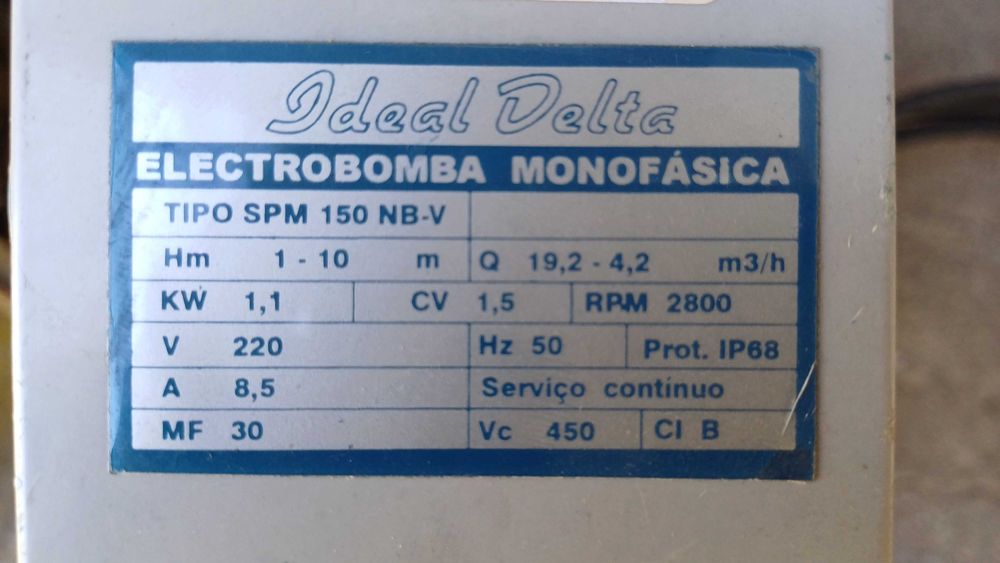 Ideal Delta
ELECTROBOMBA MONOFÁSICA
TIPO SPM 150 NB-V
Hm 1 - 10 m Q 19,2 - 4,2 m3/h
KW 1,1 CV 1,5 RPM 2800
V 220 Hz 50 Prot. IP68
A 8,5 Serviço contínuo
MF 30 Vc 450 Cl B